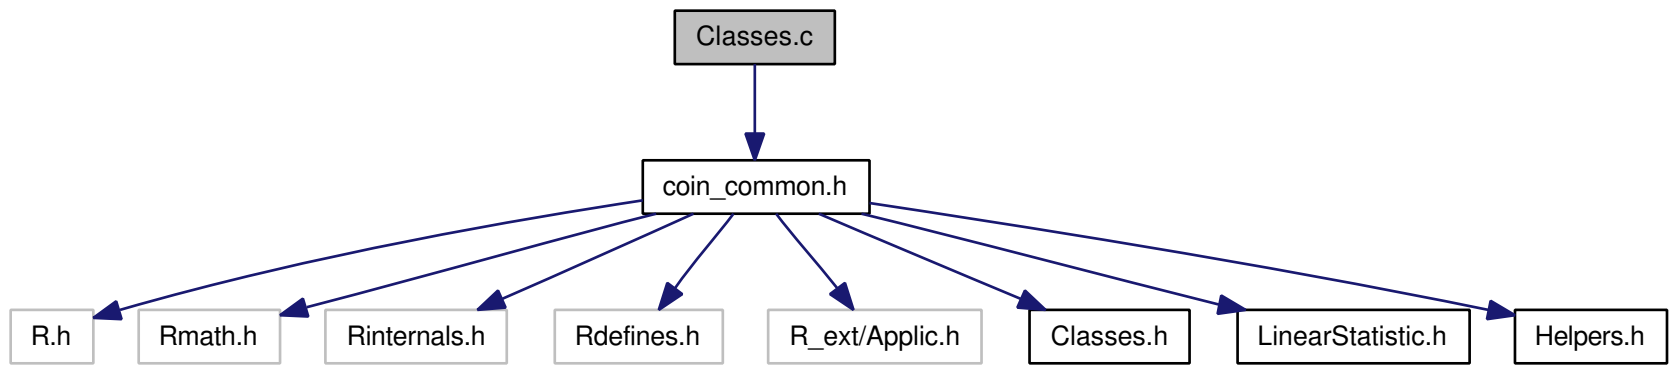 Classes.c
coin_common.h
R.h
Rmath.h
Rinternals.h
Rdefines.h
R_ext/Applic.h
Classes.h
LinearStatistic.h
Helpers.h